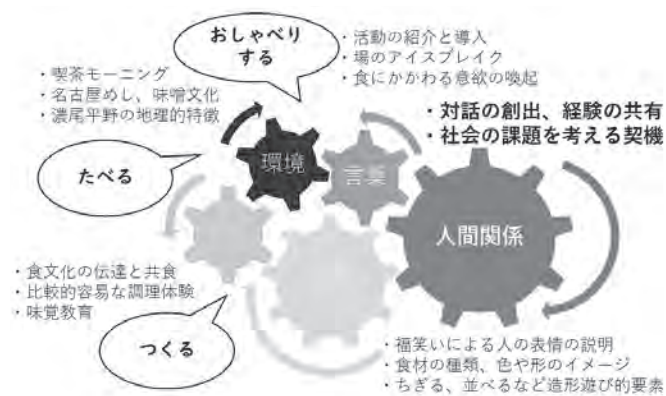 おしゃべり
する
・活動の紹介と導入
・場のアイスブレイク
・食にかかわる意欲の喚起
・喫茶モーニング
・名古屋めし、味噌文化
・濃尾平野の地理的特徴
・対話の創出、経験の共有
・社会の課題を考える契機
たべる
環境
言葉
人間関係
・食文化の伝達と共食
・比較的容易な調理体験
・味覚教育
つくる
・福笑いによる人の表情の説明
・食材の種類、色や形のイメージ
・ちぎる、並べるなど造形遊び的要素